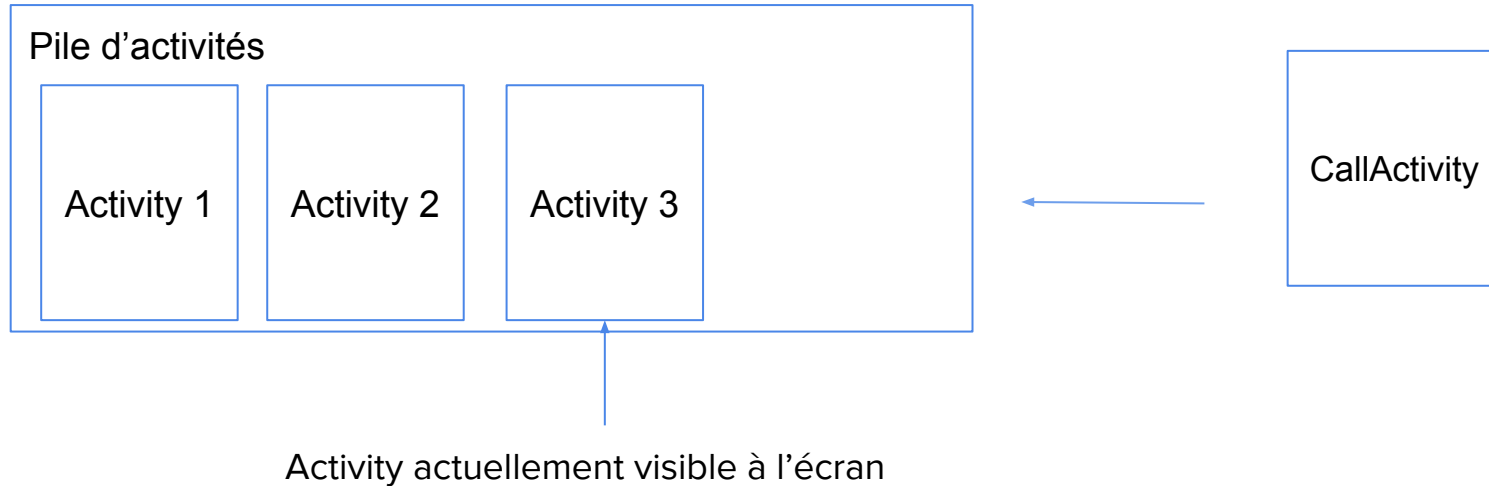 Pile d’activités
Activity 1
Activity 2
Activity 3
CallActivity
Activity actuellement visible à l’écran